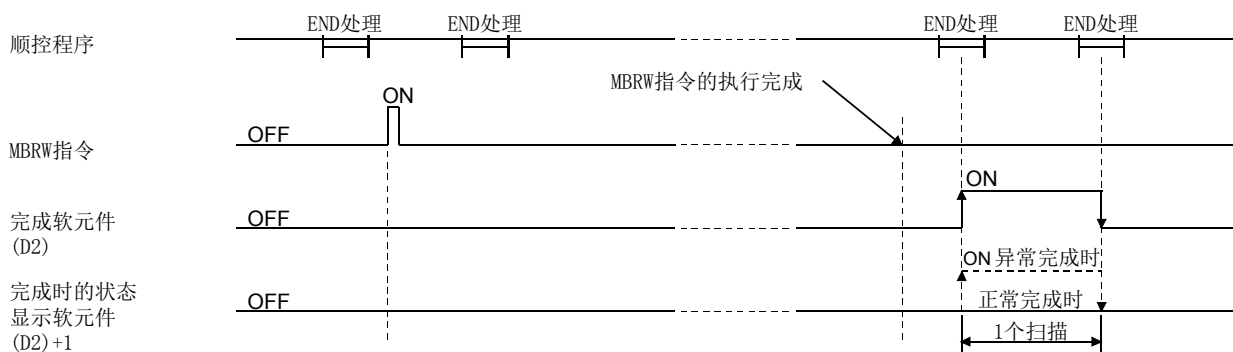 END处理
END处理
END处理
END处理
顺控程序
MBRW指令的执行完成
ON
OFF
MBRW指令
ON
OFF
完成软元件
(D2)
ON 异常完成时
完成时的状态
显示软元件
(D2)+1
OFF
正常完成时
1个扫描